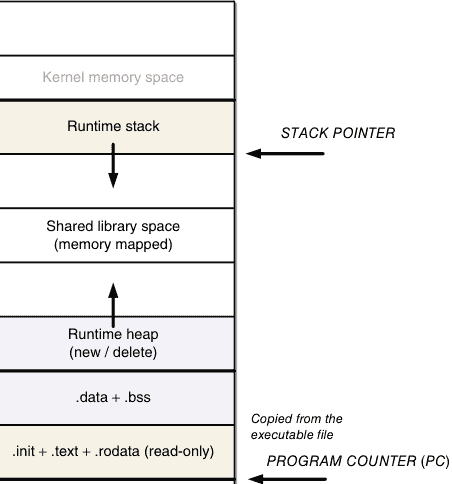 Kernel memory space
Runtime stack
STACK POINTER
Shared library space
(memory mapped)
Runtime heap
(new / delete)
.data + .bss
Copied from the
executable file
.init + .text + .rodata (read-only)
PROGRAM COUNTER (PC)